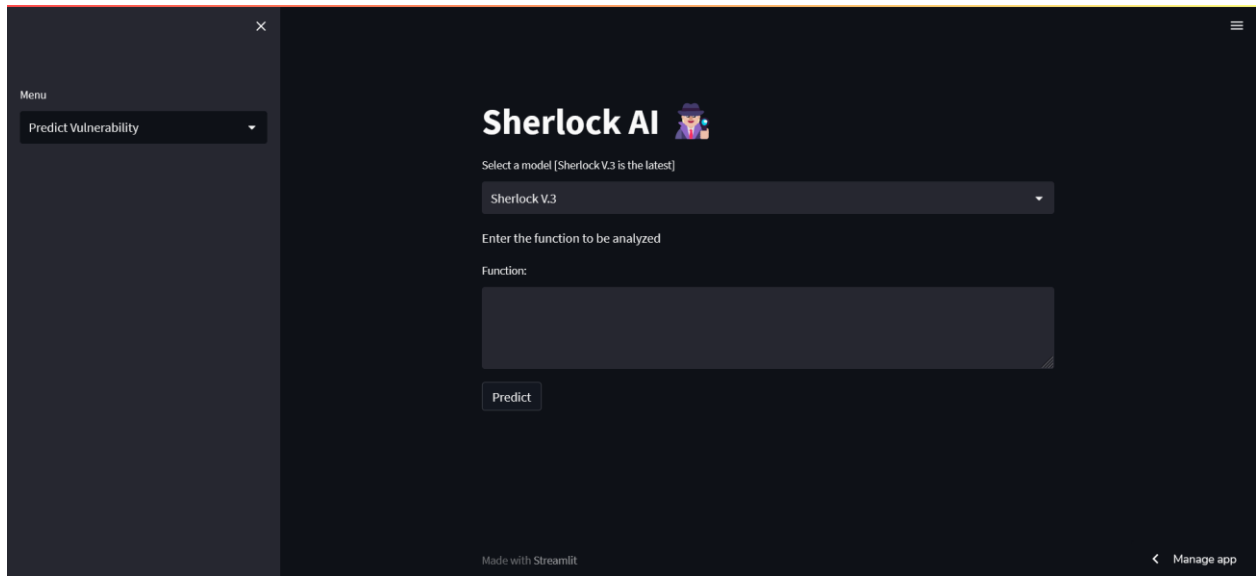 Menu
Predict Vulnerability
Sherlock AI
Select a model [Sherlock V.3 is the latest]
Sherlock V.3
Enter the function to be analyzed
Function:
Predict
Made with Streamlit
Manage app